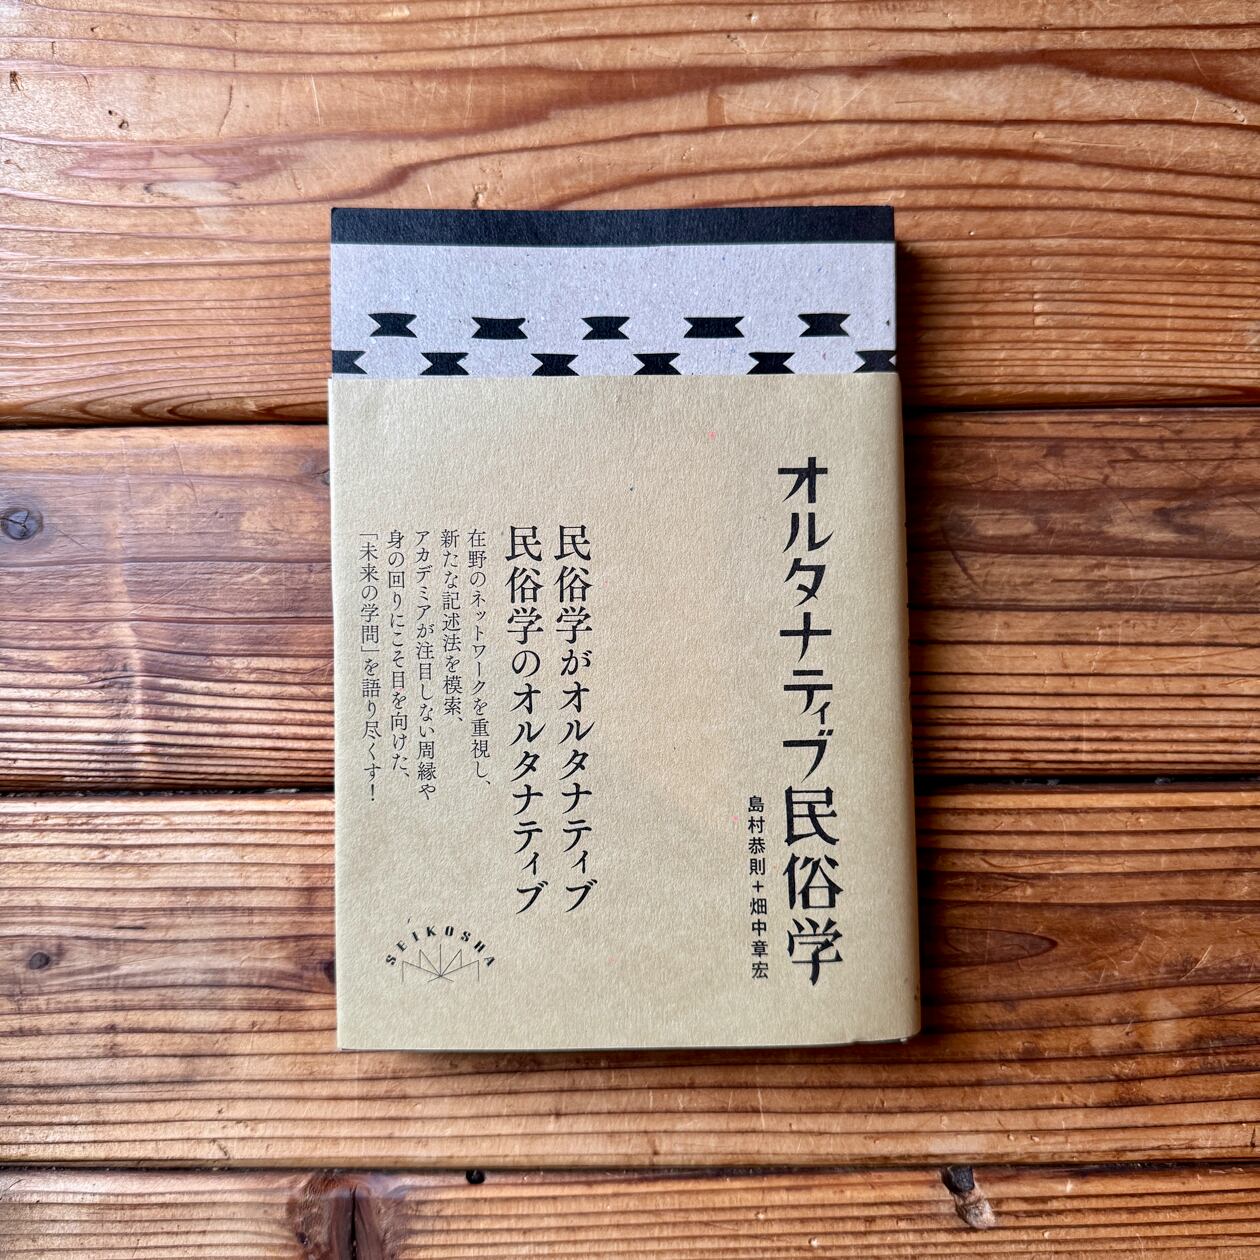 オルタナティブ民俗学
島村恭則+畑中章宏
民俗学がオルタナティブ
民俗学のオルタナティブ
在野のネットワークを重視し、
新たな記述法を模索、
アカデミアが注目しない周縁や
身の回りにこそ目を向けた、
「未来の学問」を語り尽くす!
SEIKOSHA